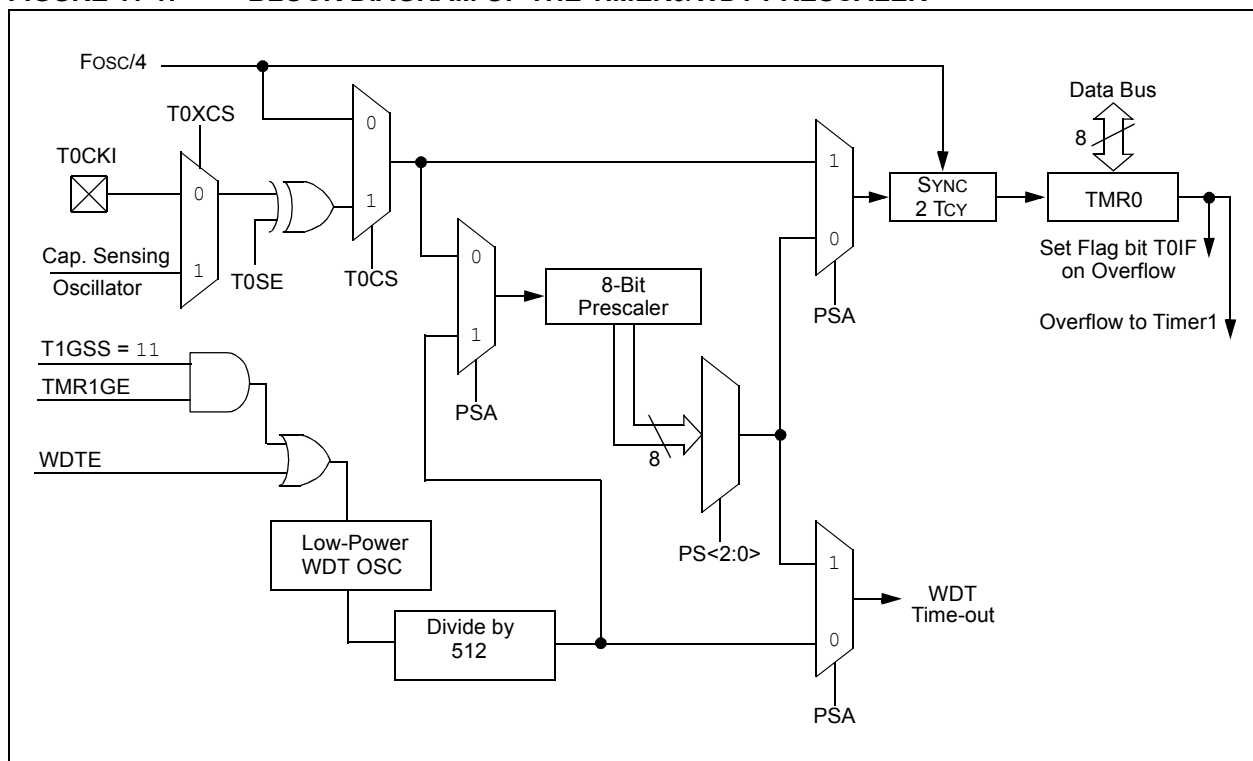 FIGURE BLOCK DIAGRAM OF THE TIMER0/WDT PRESCALER
FOSC/4
T0XCS
T0CKI
0
1
Cap. Sensing
Oscillator
T0SE
0
1
T0CS
0
1
PSA
8-Bit
Prescaler
8
PS<2:0>
1
0
PSA
SYNC
2 TCY
Data Bus
8
TMR0
Set Flag bit T0IF
on Overflow
Overflow to Timer1
T1GSS = 11
TMR1GE
WDTE
Low-Power
WDT OSC
Divide by
512
1
0
PSA
WDT
Time-out